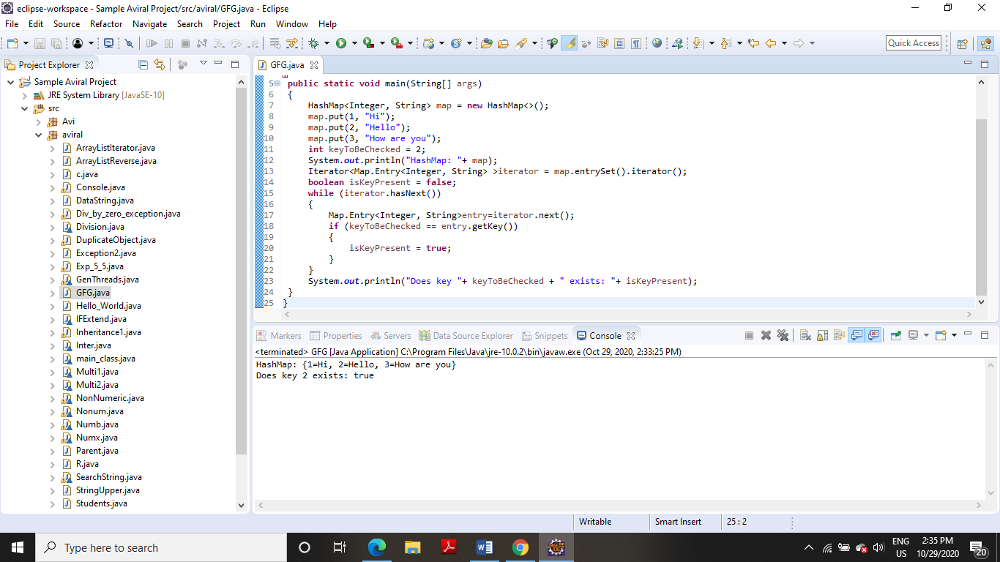 eclipse-workspace - Sample Aviral Project/src/aviral/GFG.java - Eclipse
File Edit Source Refactor Navigate Search Project Run Window Help
Quick Access
Project Explorer
Sample Aviral Project
JRE System Library [JavaSE-10]
src
Avi
aviral
ArrayListIterator.java
ArrayListReverse.java
c.java
Console.java
DataString.java
Div_by_zero_exception.java
Division.java
DuplicateObject.java
Exception2.java
Exp_5_5.java
GenThreads.java
GFG.java
Hello_World.java
IFExtend.java
Inheritance1.java
Inter.java
main_class.java
Multi1.java
Multi2.java
NonNumeric.java
Nonum.java
Numb.java
Numx.java
Parent.java
R.java
SearchString.java
StringUpper.java
Students.java
GFG.java
5 public static void main(String[] args)
6 {
7 HashMap<Integer, String> map = new HashMap<>();
8 map.put(1, "Hi");
9 map.put(2, "Hello");
10 map.put(3, "How are you");
11 int keyToBeChecked = 2;
12 System.out.println("HashMap: "+ map);
13 Iterator<Map.Entry<Integer, String> >iterator = map.entrySet().iterator();
14 boolean isKeyPresent = false;
15 while (iterator.hasNext())
16 {
17 Map.Entry<Integer, String>entry=iterator.next();
18 if (keyToBeChecked == entry.getKey())
19 {
20 isKeyPresent = true;
21 }
22 }
23 System.out.println("Does key "+ keyToBeChecked + " exists: "+ isKeyPresent);
24 }
25 }
Markers Properties Servers Data Source Explorer Snippets Console
<terminated> GFG [Java Application] C:\Program Files\Java\jre-10.0.2\bin\javaw.exe (Oct 29, 2020, 2:33:25 PM)
HashMap: {1=Hi, 2=Hello, 3=How are you}
Does key 2 exists: true
Writable Smart Insert 25 : 2
Type here to search
ENG 2:35 PM
US 10/29/2020
20